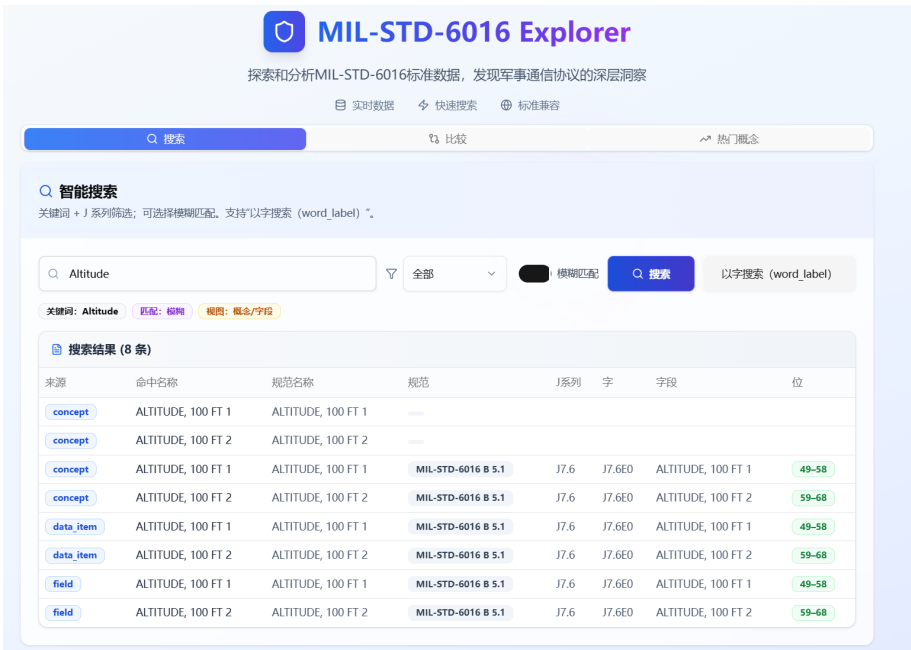 MIL-STD-6016 Explorer
探索和分析MIL-STD-6016标准数据，发现军事通信协议的深层洞察
实时数据 快速搜索 标准兼容
搜索 比较 热门概念
智能搜索
关键词 + J 系列筛选；可选择模糊匹配。支持“以字搜索（word_label）”。
Altitude 全部 模糊匹配 搜索 以字搜索（word_label）
关键词：Altitude 匹配：模糊 视图：概念/字段
搜索结果 (8 条)
来源 命中名称 规范名称 规范 J系列 字 字段 位
concept ALTITUDE, 100 FT 1 ALTITUDE, 100 FT 1
concept ALTITUDE, 100 FT 2 ALTITUDE, 100 FT 2
concept ALTITUDE, 100 FT 1 ALTITUDE, 100 FT 1 MIL-STD-6016 B 5.1 J7.6 J7.6E0 ALTITUDE, 100 FT 1 49–58
concept ALTITUDE, 100 FT 2 ALTITUDE, 100 FT 2 MIL-STD-6016 B 5.1 J7.6 J7.6E0 ALTITUDE, 100 FT 2 59–68
data_item ALTITUDE, 100 FT 1 ALTITUDE, 100 FT 1 MIL-STD-6016 B 5.1 J7.6 J7.6E0 ALTITUDE, 100 FT 1 49–58
data_item ALTITUDE, 100 FT 2 ALTITUDE, 100 FT 2 MIL-STD-6016 B 5.1 J7.6 J7.6E0 ALTITUDE, 100 FT 2 59–68
field ALTITUDE, 100 FT 1 ALTITUDE, 100 FT 1 MIL-STD-6016 B 5.1 J7.6 J7.6E0 ALTITUDE, 100 FT 1 49–58
field ALTITUDE, 100 FT 2 ALTITUDE, 100 FT 2 MIL-STD-6016 B 5.1 J7.6 J7.6E0 ALTITUDE, 100 FT 2 59–68